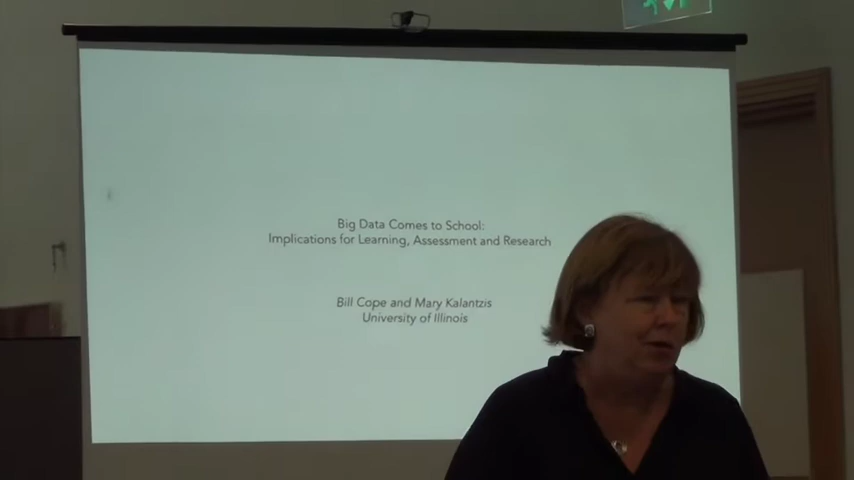 Big Data Comes to School:
Implications for Learning, Assessment and Research
Bill Cope and Mary Kalantzis
University of Illinois